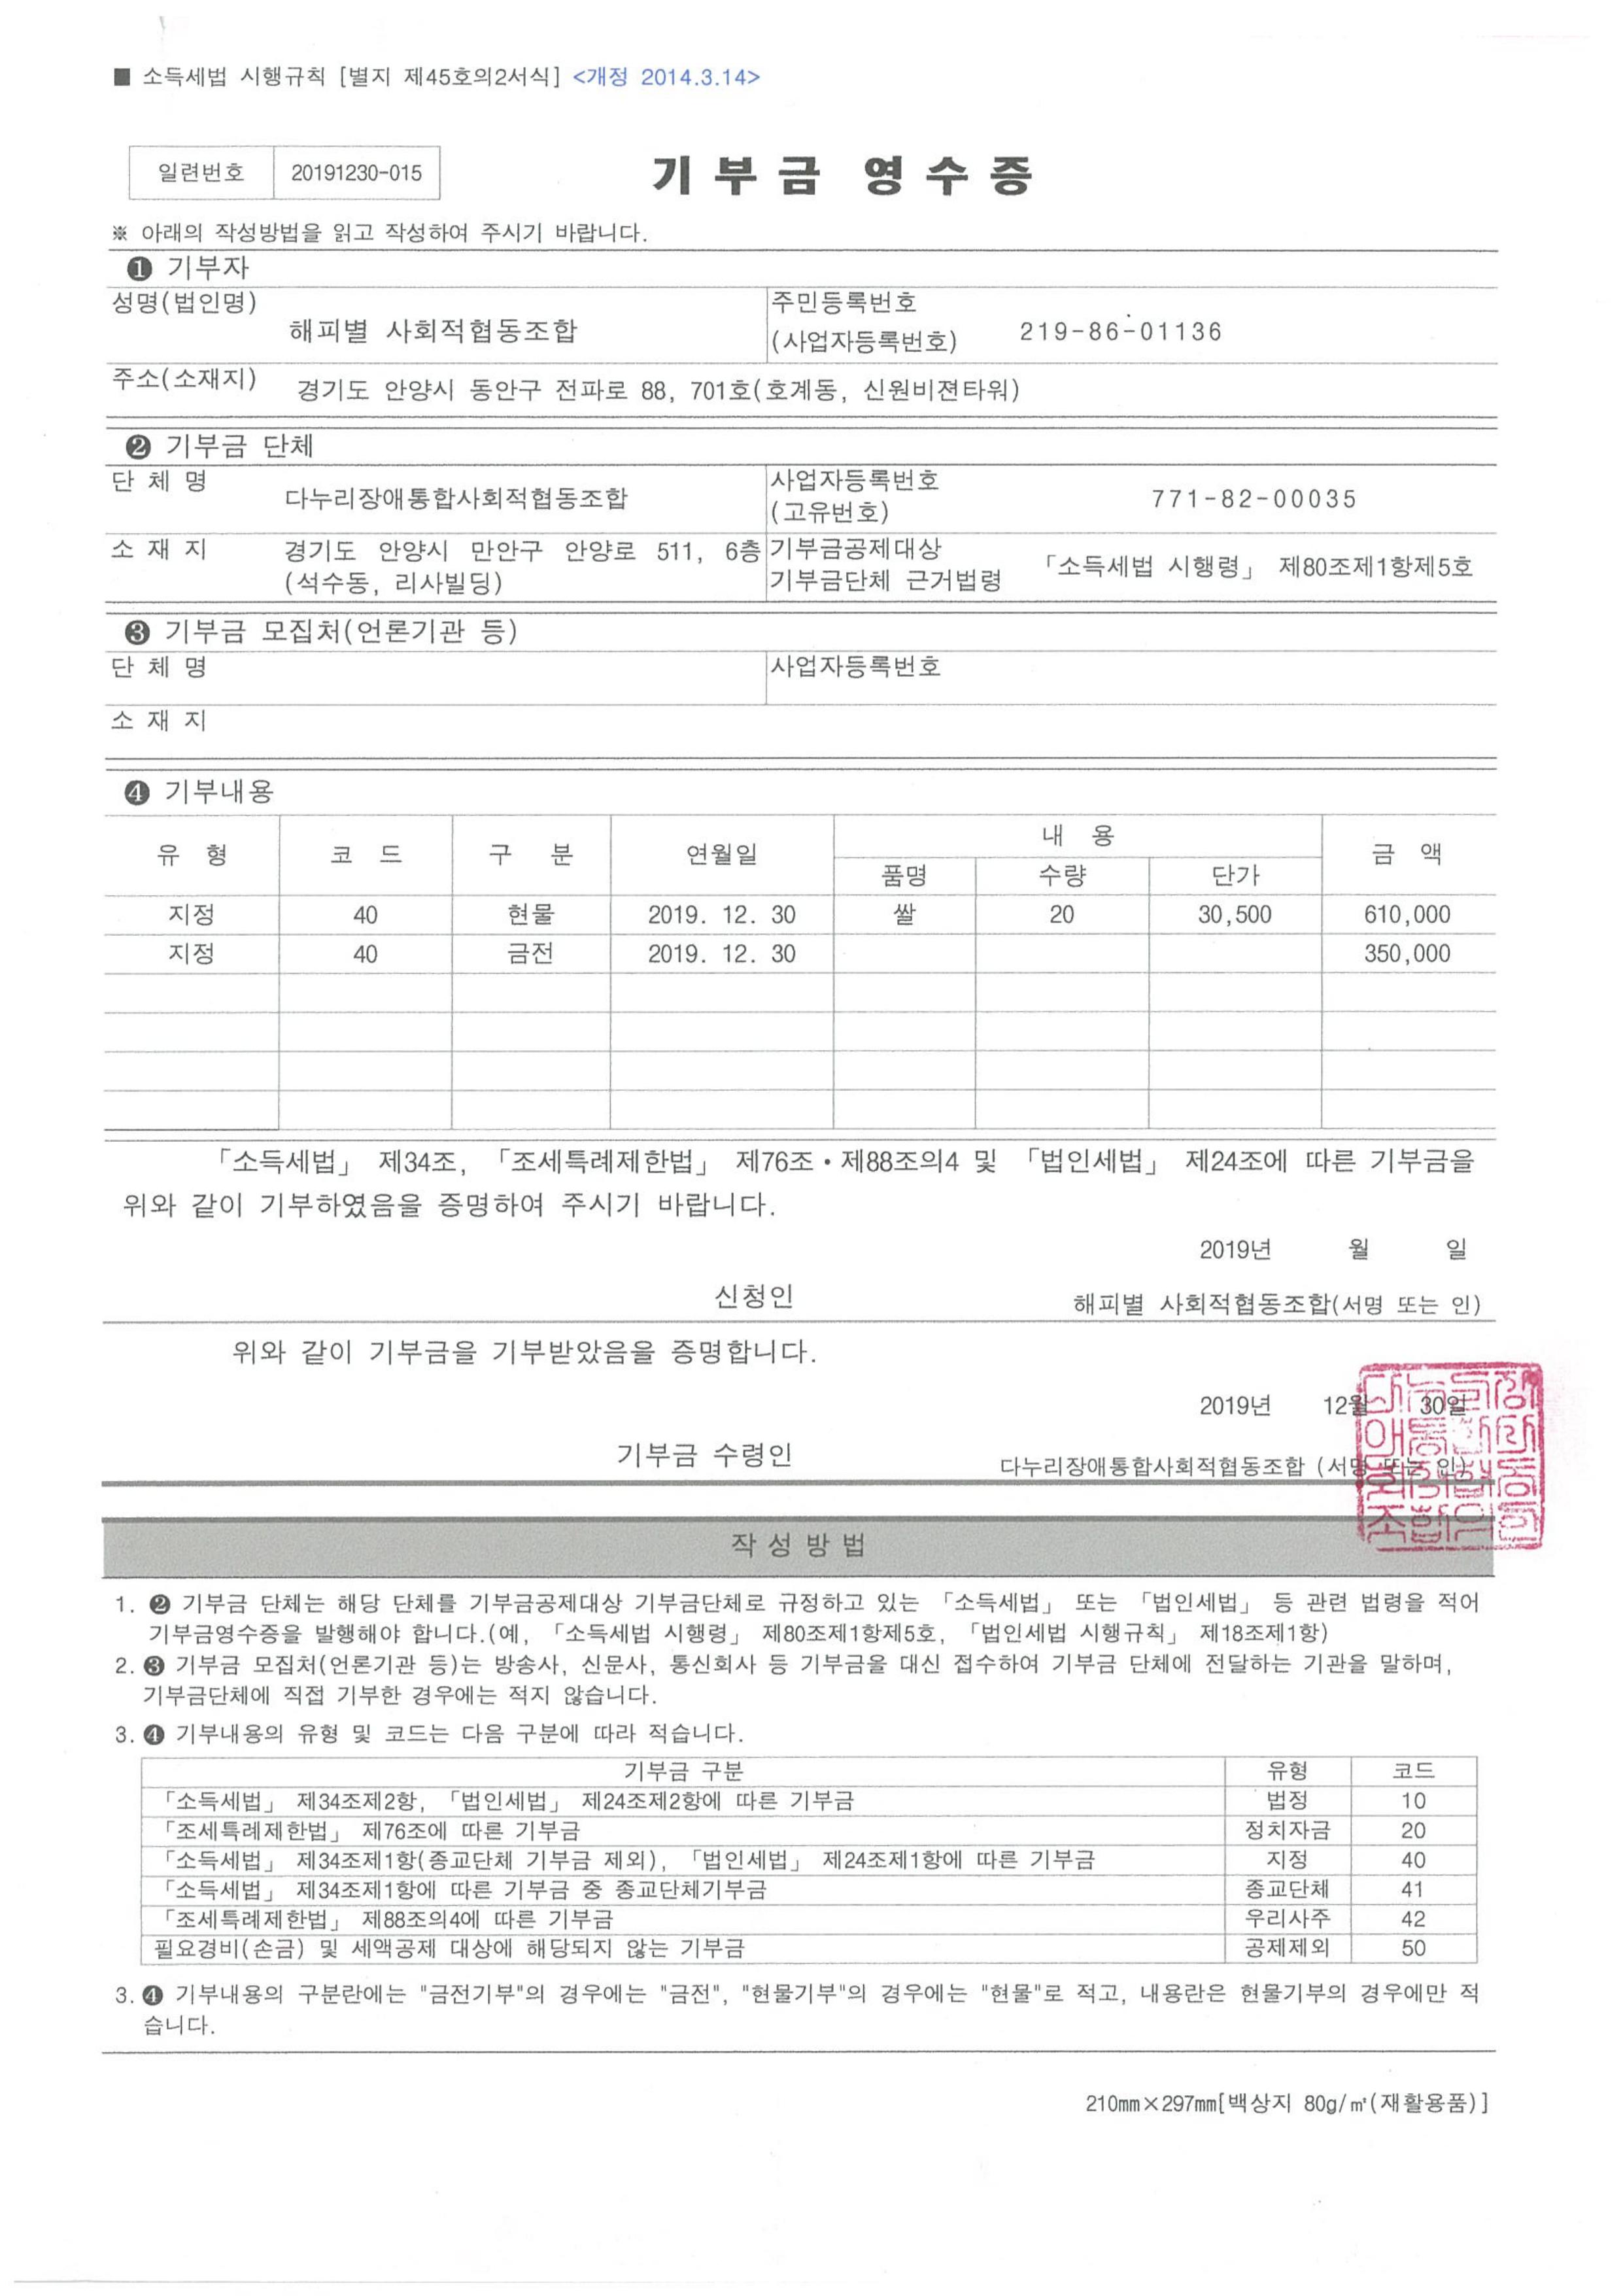 ■ 소득세법 시행규칙 [별지 제45호의2서식] <개정 2014.3.14>
일련번호 20191230-015
기부금 영수증
※ 아래의 작성방법을 읽고 작성하여 주시기 바랍니다.
❶ 기부자
성명(법인명) 해피별 사회적협동조합 주민등록번호
(사업자등록번호) 219-86-01136
주소(소재지) 경기도 안양시 동안구 전파로 88, 701호(호계동, 신원비젼타워)
❷ 기부금 단체
단 체 명 다누리장애통합사회적협동조합 사업자등록번호
(고유번호) 771-82-00035
소 재 지 경기도 안양시 만안구 안양로 511, 6층
(석수동, 리사빌딩)
기부금공제대상
기부금단체 근거법령 「소득세법 시행령」 제80조제1항제5호
❸ 기부금 모집처(언론기관 등)
단 체 명 사업자등록번호
소 재 지
❹ 기부내용
유 형 코 드 구 분 연월일 내 용 금 액
품명 수량 단가
지정 40 현물 2019. 12. 30 쌀 20 30,500 610,000
지정 40 금전 2019. 12. 30 350,000
「소득세법」 제34조, 「조세특례제한법」 제76조·제88조의4 및 「법인세법」 제24조에 따른 기부금을
위와 같이 기부하였음을 증명하여 주시기 바랍니다.
2019년 월 일
신청인 해피별 사회적협동조합(서명 또는 인)
위와 같이 기부금을 기부받았음을 증명합니다.
2019년 12월 30일
기부금 수령인 다누리장애통합사회적협동조합 (서명 또는 인)
작성방법
1. ❷ 기부금 단체는 해당 단체를 기부금공제대상 기부금단체로 규정하고 있는 「소득세법」 또는 「법인세법」 등 관련 법령을 적어
기부금영수증을 발행해야 합니다.(예, 「소득세법 시행령」 제80조제1항제5호, 「법인세법 시행규칙」 제18조제1항)
2. ❸ 기부금 모집처(언론기관 등)는 방송사, 신문사, 통신회사 등 기부금을 대신 접수하여 기부금 단체에 전달하는 기관을 말하며,
기부금단체에 직접 기부한 경우에는 적지 않습니다.
3. ❹ 기부내용의 유형 및 코드는 다음 구분에 따라 적습니다.
기부금 구분 유형 코드
「소득세법」 제34조제2항, 「법인세법」 제24조제2항에 따른 기부금 법정 10
「조세특례제한법」 제76조에 따른 기부금 정치자금 20
「소득세법」 제34조제1항(종교단체 기부금 제외), 「법인세법」 제24조제1항에 따른 기부금 지정 40
「소득세법」 제34조제1항에 따른 기부금 중 종교단체기부금 종교단체 41
「조세특례제한법」 제88조의4에 따른 기부금 우리사주 42
필요경비(손금) 및 세액공제 대상에 해당되지 않는 기부금 공제제외 50
3. ❹ 기부내용의 구분란에는 "금전기부"의 경우에는 "금전", "현물기부"의 경우에는 "현물"로 적고, 내용란은 현물기부의 경우에만 적
습니다.
210㎜×297㎜[백상지 80g/㎡(재활용품)]